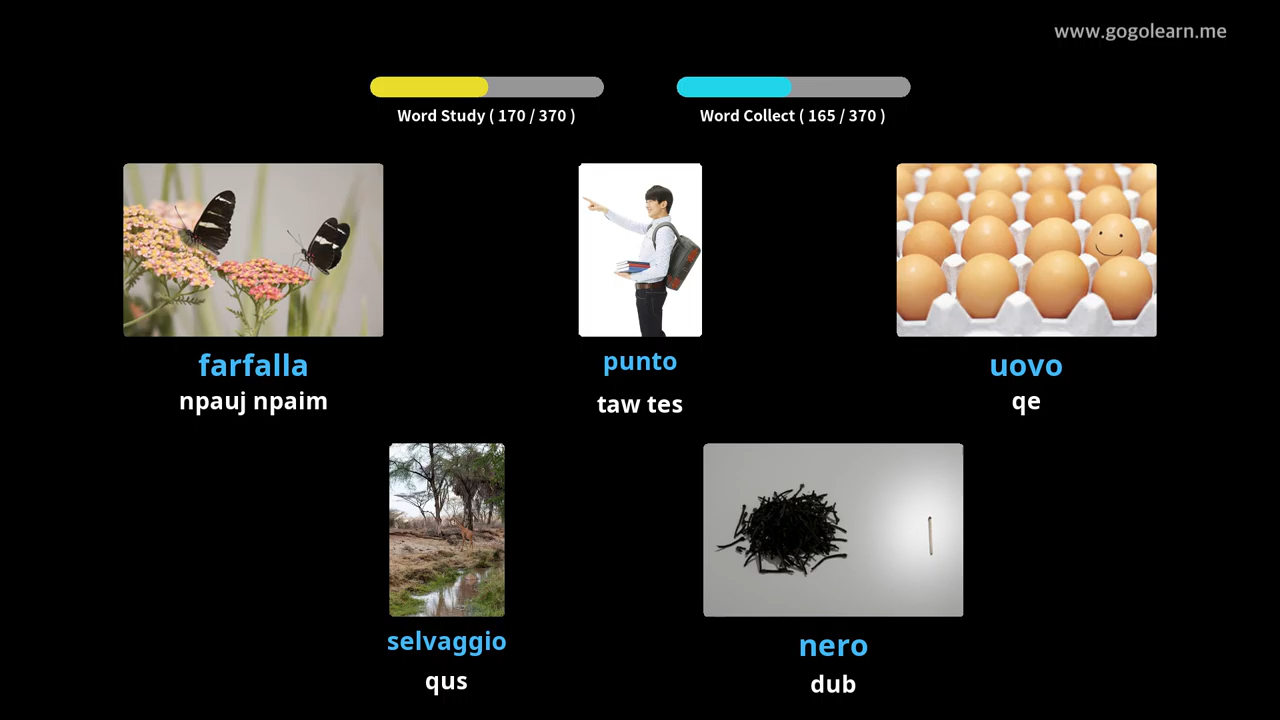 www.gogolearn.me
Word Study ( 170 / 370 )
Word Collect ( 165 / 370 )
farfalla
npauj npaim
punto
taw tes
uovo
qe
selvaggio
qus
nero
dub